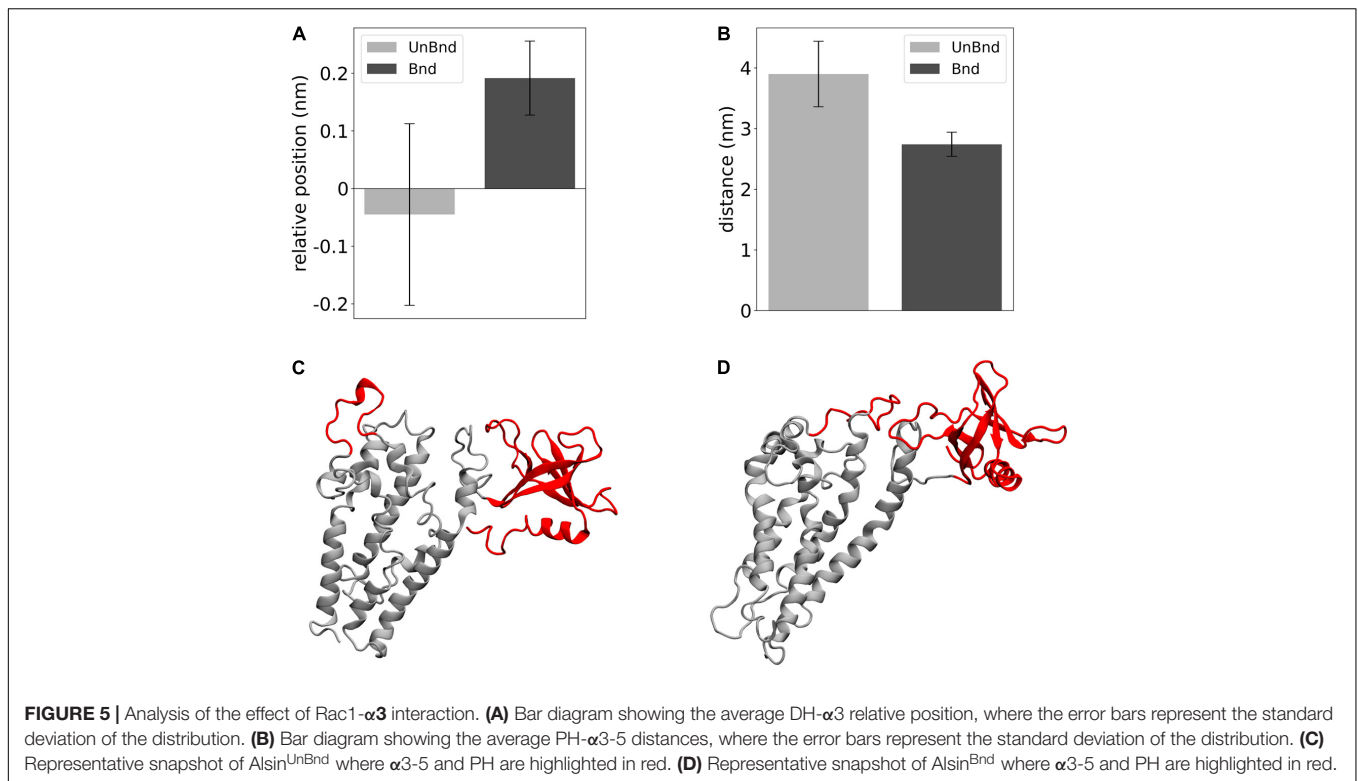 A
UnBnd
Bnd
relative position (nm)
0.2
0.1
0
-0.1
-0.2
B
UnBnd
Bnd
distance (nm)
4
3
2
1
0
C
D
FIGURE 5 | Analysis of the effect of Rac1-α3 interaction. (A) Bar diagram showing the average DH-α3 relative position, where the error bars represent the standard
deviation of the distribution. (B) Bar diagram showing the average PH-α3-5 distances, where the error bars represent the standard deviation of the distribution. (C)
Representative snapshot of Alsin^UnBnd where α3-5 and PH are highlighted in red. (D) Representative snapshot of Alsin^Bnd where α3-5 and PH are highlighted in red.